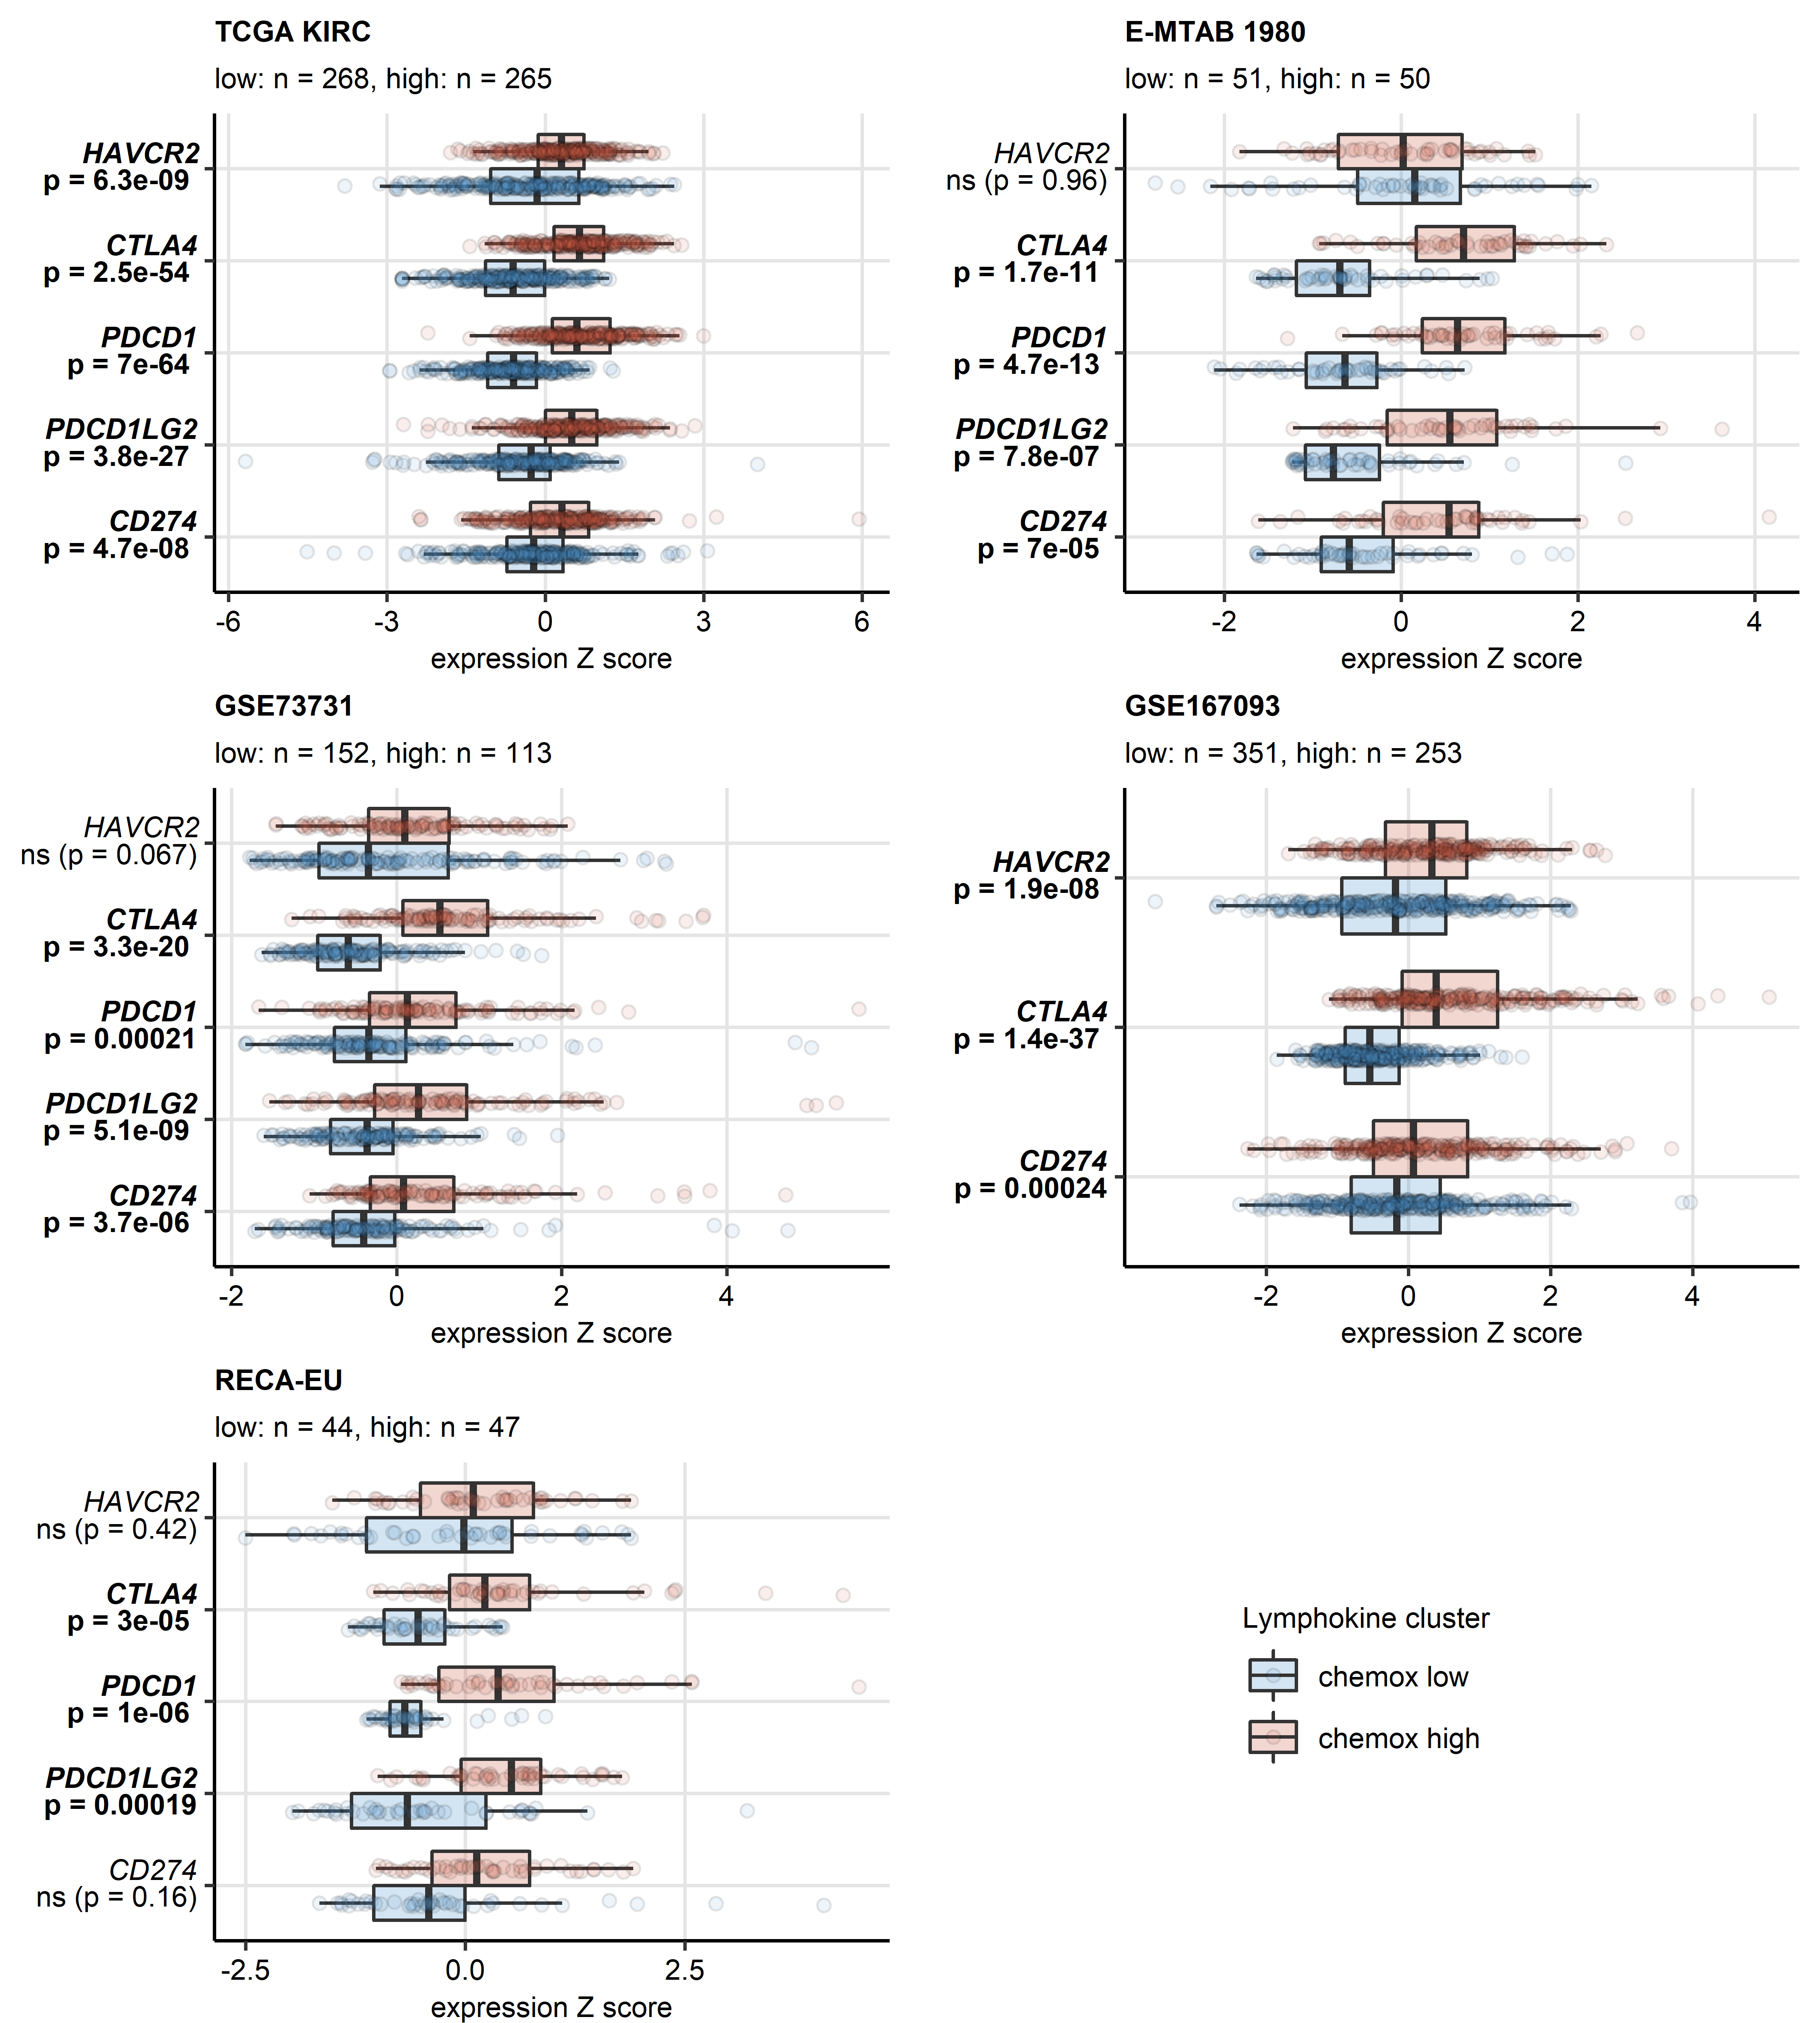 TCGA KIRC
low: n = 268, high: n = 265
HAVCR2
p = 6.3e-09
CTLA4
p = 2.5e-54
PDCD1
p = 7e-64
PDCD1LG2
p = 3.8e-27
CD274
p = 4.7e-08
-6 -3 0 3 6
expression Z score
E-MTAB 1980
low: n = 51, high: n = 50
HAVCR2
ns (p = 0.96)
CTLA4
p = 1.7e-11
PDCD1
p = 4.7e-13
PDCD1LG2
p = 7.8e-07
CD274
p = 7e-05
-2 0 2 4
expression Z score
GSE73731
low: n = 152, high: n = 113
HAVCR2
ns (p = 0.067)
CTLA4
p = 3.3e-20
PDCD1
p = 0.00021
PDCD1LG2
p = 5.1e-09
CD274
p = 3.7e-06
-2 0 2 4
expression Z score
GSE167093
low: n = 351, high: n = 253
HAVCR2
p = 1.9e-08
CTLA4
p = 1.4e-37
CD274
p = 0.00024
-2 0 2 4
expression Z score
RECA-EU
low: n = 44, high: n = 47
HAVCR2
ns (p = 0.42)
CTLA4
p = 3e-05
PDCD1
p = 1e-06
PDCD1LG2
p = 0.00019
CD274
ns (p = 0.16)
-2.5 0.0 2.5
expression Z score
Lymphokine cluster
chemox low
chemox high